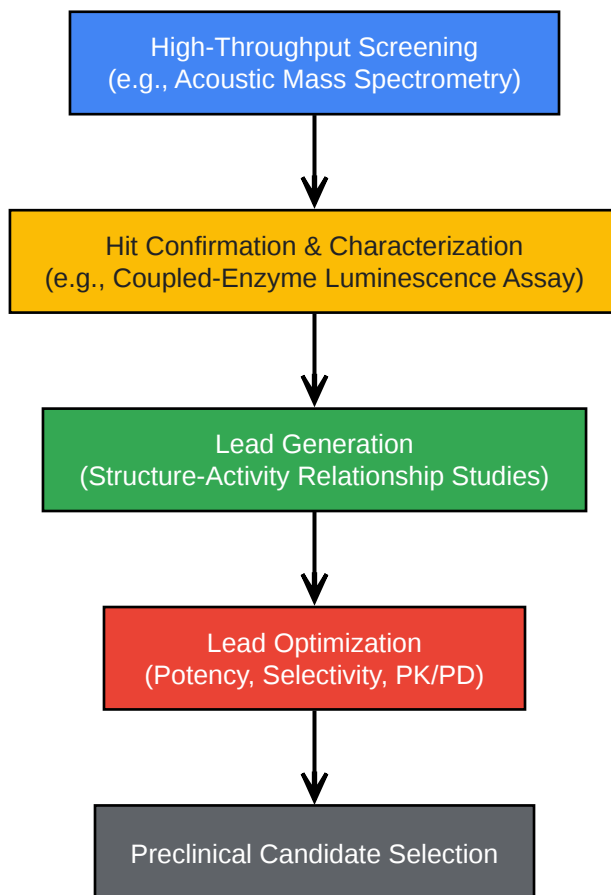 High-Throughput Screening
(e.g., Acoustic Mass Spectrometry)
Hit Confirmation & Characterization
(e.g., Coupled-Enzyme Luminescence Assay)
Lead Generation
(Structure-Activity Relationship Studies)
Lead Optimization
(Potency, Selectivity, PK/PD)
Preclinical Candidate Selection